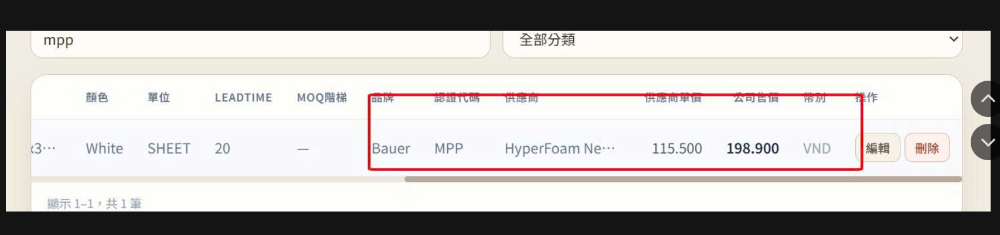 mpp 全部分類
顏色 單位 LEADTIME MOQ階梯 品牌 認證代碼 供應商 供應商單價 公司售價 幣別 操作
x3… White SHEET 20 — Bauer MPP HyperFoam Ne… 115.500 198.900 VND 編輯 刪除
顯示 1–1，共 1 筆